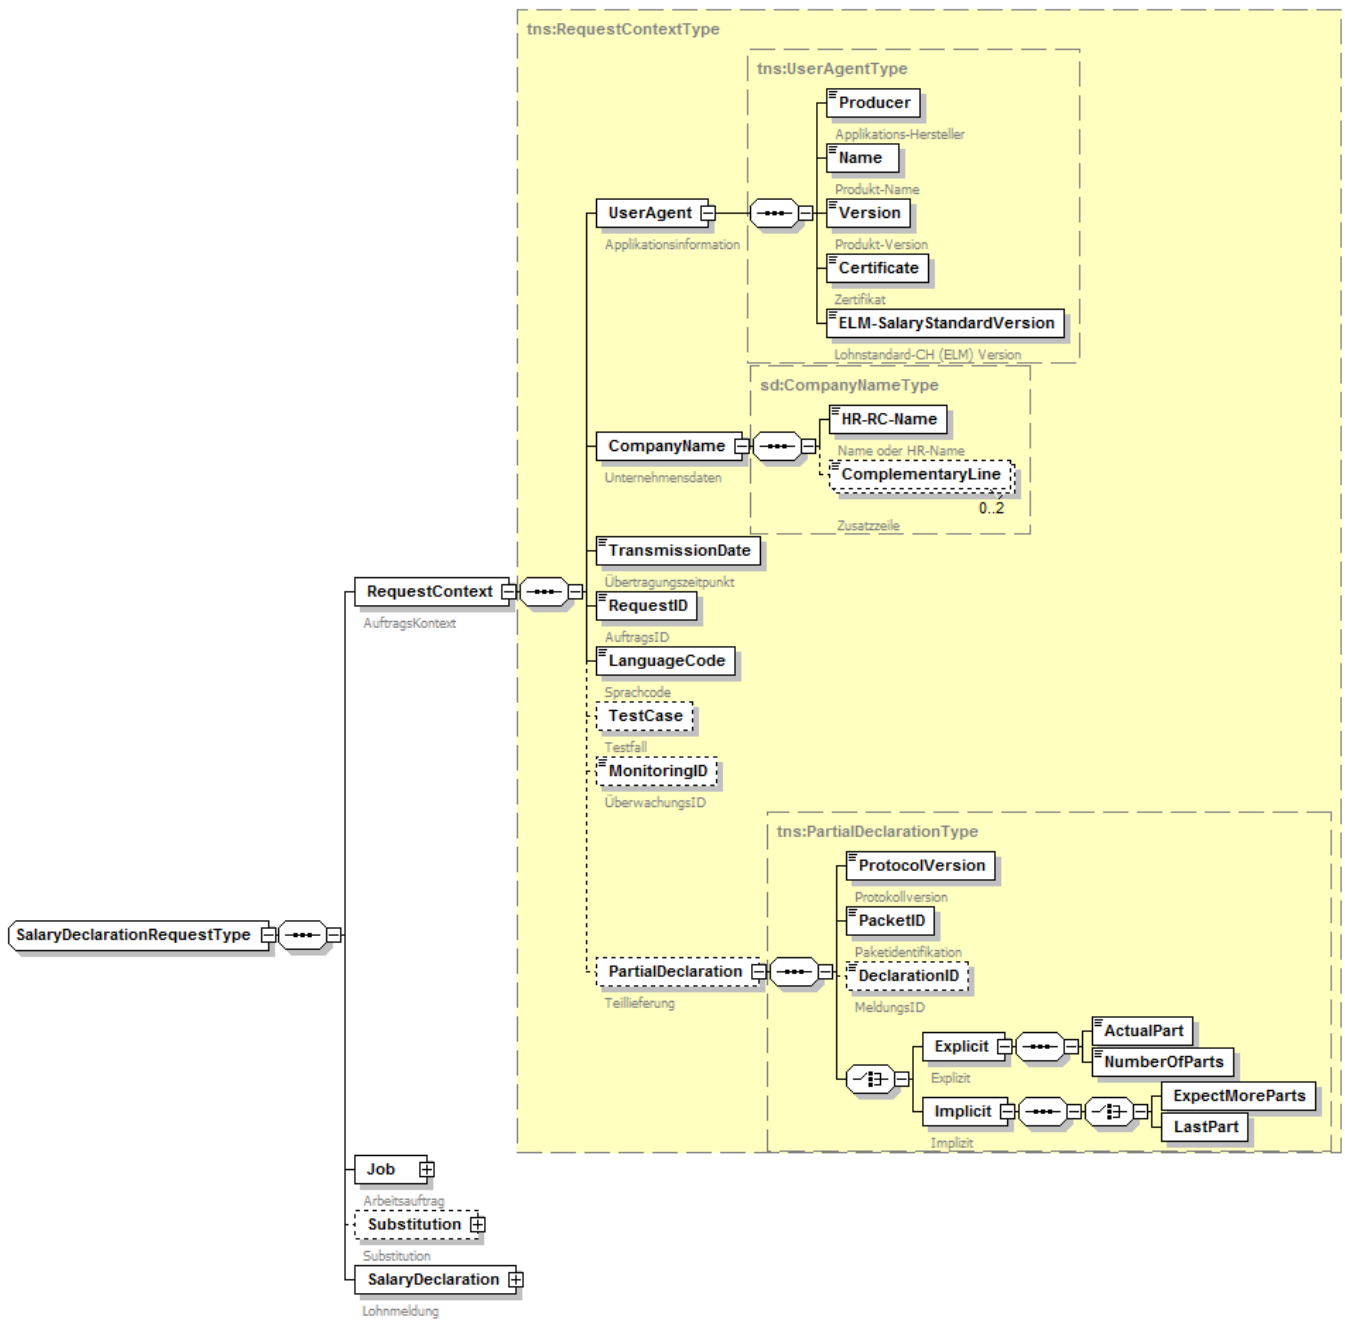 tns:RequestContextType
tns:UserAgentType
Producer
Applikations-Hersteller
Name
Produkt-Name
UserAgent
Applikationsinformation
Version
Produkt-Version
Certificate
Zertifikat
ELM-SalaryStandardVersion
Lohnstandard-CH (ELM) Version
sd:CompanyNameType
HR-RC-Name
Name oder HR-Name
CompanyName
Unternehmensdaten
ComplementaryLine
0..2
Zusatzzeile
TransmissionDate
Übertragungszeitpunkt
RequestContext
AuftragsKontext
RequestID
AuftragsID
LanguageCode
Sprachcode
TestCase
Testfall
MonitoringID
ÜberwachungsID
tns:PartialDeclarationType
ProtocolVersion
Protokollversion
PacketID
Paketidentifikation
SalaryDeclarationRequestType
PartialDeclaration
Teillieferung
DeclarationID
MeldungsID
Explicit
Explizit
ActualPart
NumberOfParts
Implicit
Implizit
ExpectMoreParts
LastPart
Job
Arbeitsauftrag
Substitution
Substitution
SalaryDeclaration
Lohnmeldung